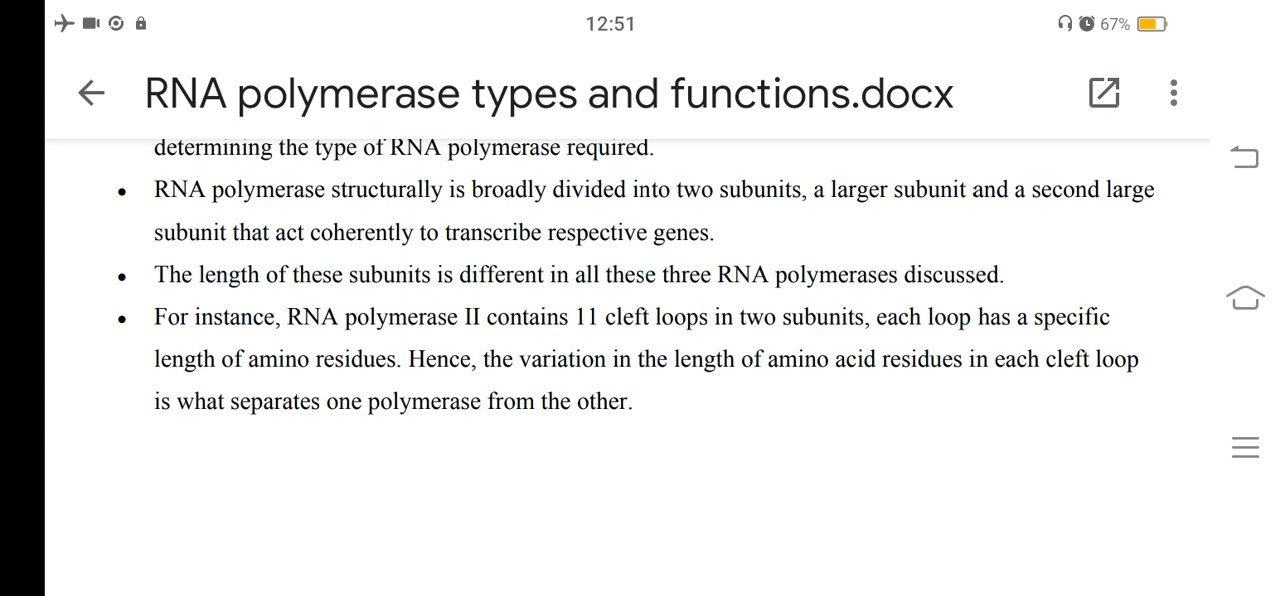 12:51
67%
RNA polymerase types and functions.docx
determining the type of RNA polymerase required.
• RNA polymerase structurally is broadly divided into two subunits, a larger subunit and a second large
subunit that act coherently to transcribe respective genes.
• The length of these subunits is different in all these three RNA polymerases discussed.
• For instance, RNA polymerase II contains 11 cleft loops in two subunits, each loop has a specific
length of amino residues. Hence, the variation in the length of amino acid residues in each cleft loop
is what separates one polymerase from the other.